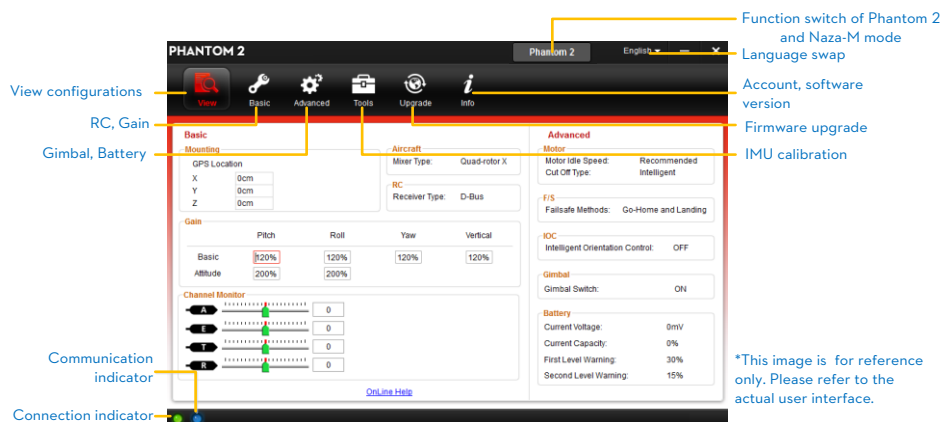 Function switch of Phantom 2
and Naza-M mode
PHANTOM 2
Phantom 2
English
Language swap
View configurations
Account, software
version
View
Basic
Advanced
Tools
Upgrade
Info
RC, Gain
Firmware upgrade
Gimbal, Battery
IMU calibration
Basic
Mounting
GPS Location
X 0cm
Y 0cm
Z 0cm
Aircraft
Mixer Type: Quad-rotor X
RC
Receiver Type: D-Bus
Gain
Pitch Roll Yaw Vertical
Basic 120% 120% 120% 120%
Attitude 200% 200%
Channel Monitor
A 0
E 0
T 0
R 0
OnLine Help
Advanced
Motor
Motor Idle Speed: Recommended
Cut Off Type: Intelligent
F/S
Failsafe Methods: Go-Home and Landing
IOC
Intelligent Orientation Control: OFF
Gimbal
Gimbal Switch: ON
Battery
Current Voltage: 0mV
Current Capacity: 0%
First Level Warning: 30%
Second Level Warning: 15%
Communication
indicator
Connection indicator
*This image is for reference
only. Please refer to the
actual user interface.